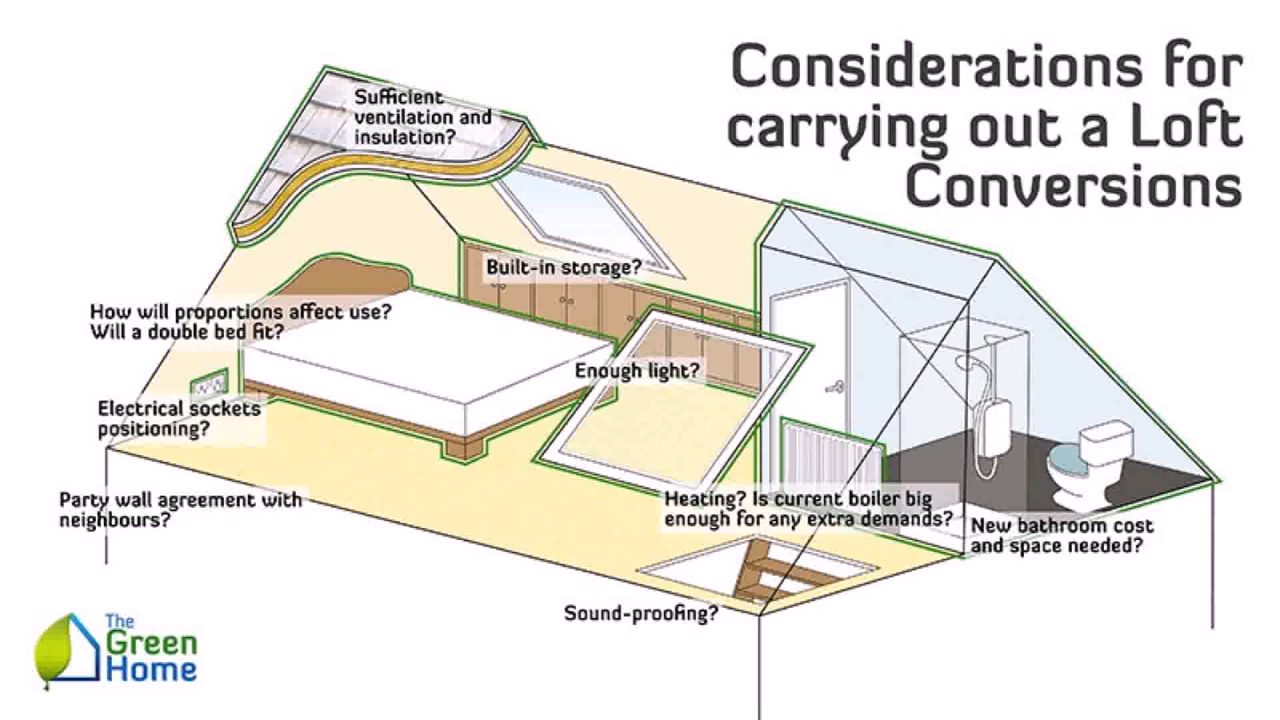 Considerations for
carrying out a Loft
Conversions
Sufficient
ventilation and
insulation?
Built-in storage?
How will proportions affect use?
Will a double bed fit?
Enough light?
Electrical sockets
positioning?
Party wall agreement with
neighbours?
Heating? Is current boiler big
enough for any extra demands?
New bathroom cost
and space needed?
Sound-proofing?
The
Green
Home